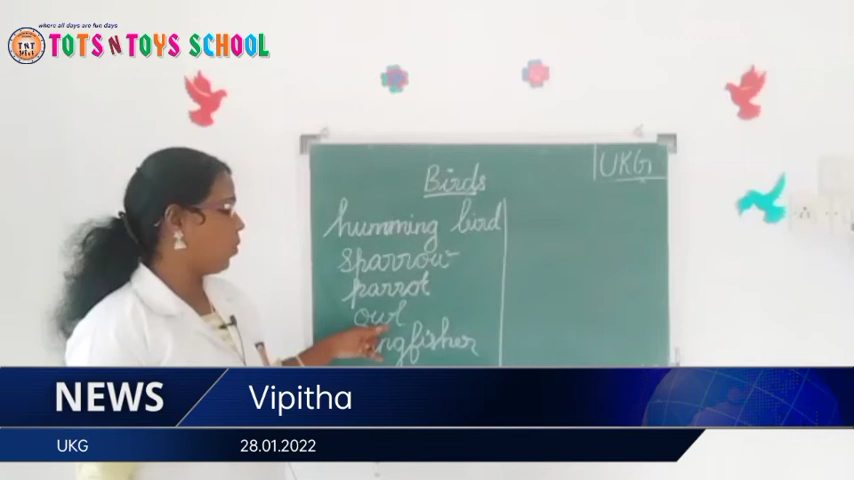 where all days are fun days
TNT
TOTS N TOYS SCHOOL
UKG
Birds
humming bird
sparrow
parrot
owl
ngfisher
NEWS
Vipitha
UKG
28.01.2022